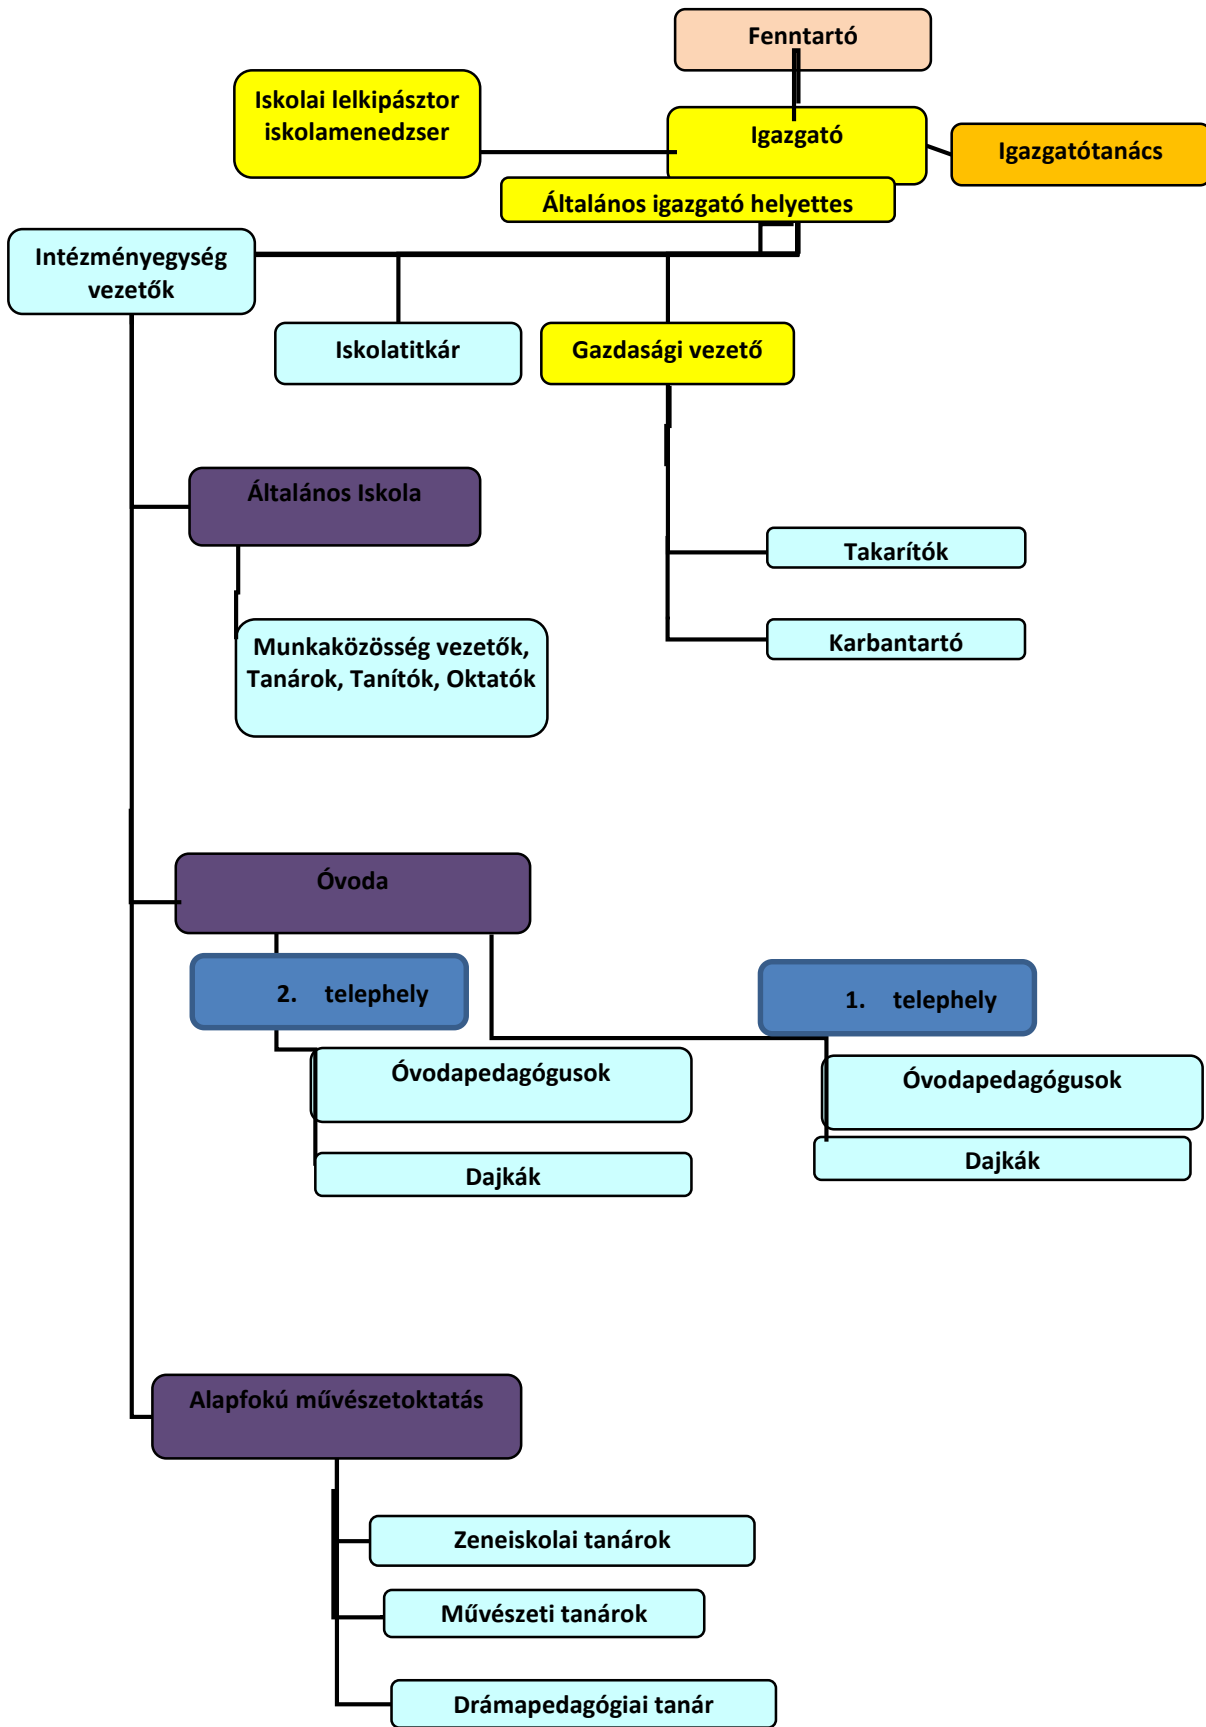 Fenntartó
Iskolai lelkipásztor
iskolamenedzser
Igazgató
Igazgatótanács
Általános igazgató helyettes
Intézményegység
vezetők
Iskolatitkár
Gazdasági vezető
Általános Iskola
Takarítók
Munkaközösség vezetők,
Tanárok, Tanítók, Oktatók
Karbantartó
Óvoda
2. telephely
1. telephely
Óvodapedagógusok
Óvodapedagógusok
Dajkák
Dajkák
Alapfokú művészetoktatás
Zeneiskolai tanárok
Művészeti tanárok
Drámapedagógiai tanár